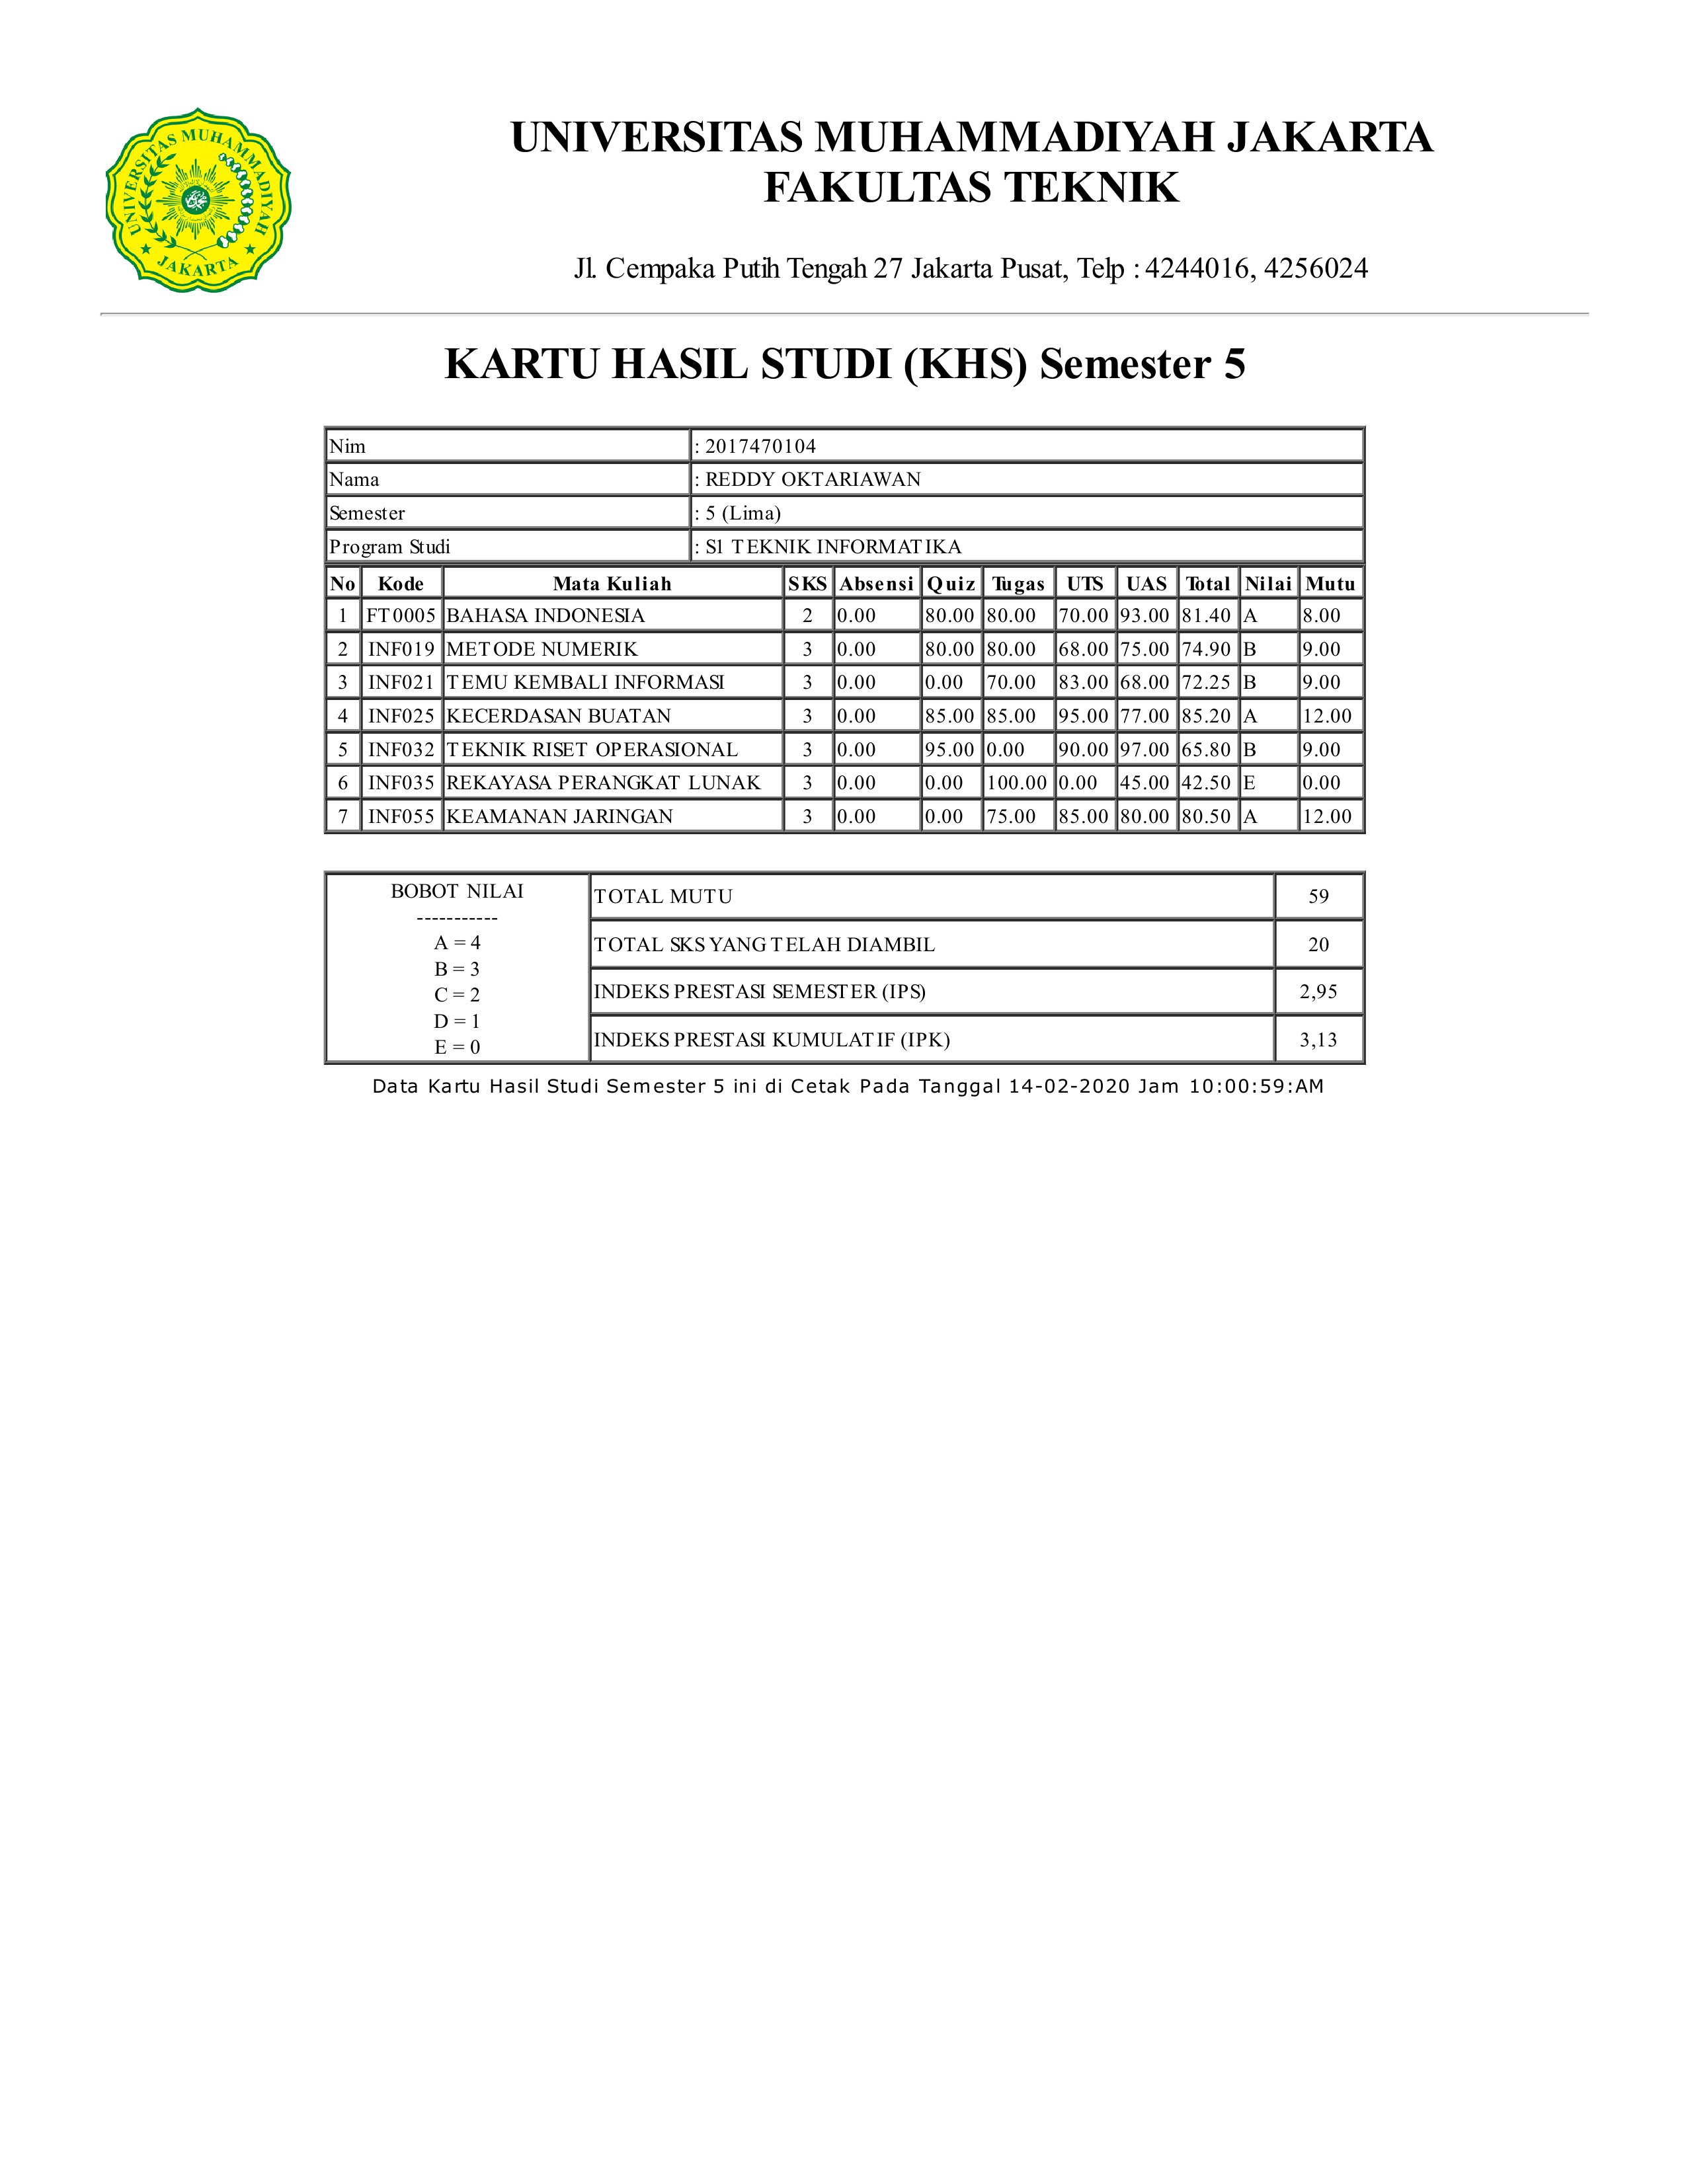 UNIVERSITAS MUHAMMADIYAH JAKARTA
UNIVERSITAS MUHAMMADIYAH JAKARTA
FAKULTAS TEKNIK
Jl. Cempaka Putih Tengah 27 Jakarta Pusat, Telp : 4244016, 4256024
KARTU HASIL STUDI (KHS) Semester 5
Nim : 2017470104
Nama : REDDY OKTARIAWAN
Semester : 5 (Lima)
Program Studi : S1 TEKNIK INFORMATIKA
No Kode Mata Kuliah SKS Absensi Quiz Tugas UTS UAS Total Nilai Mutu
1 FT0005 BAHASA INDONESIA 2 0.00 80.00 80.00 70.00 93.00 81.40 A 8.00
2 INF019 METODE NUMERIK 3 0.00 80.00 80.00 68.00 75.00 74.90 B 9.00
3 INF021 TEMU KEMBALI INFORMASI 3 0.00 0.00 70.00 83.00 68.00 72.25 B 9.00
4 INF025 KECERDASAN BUATAN 3 0.00 85.00 85.00 95.00 77.00 85.20 A 12.00
5 INF032 TEKNIK RISET OPERASIONAL 3 0.00 95.00 0.00 90.00 97.00 65.80 B 9.00
6 INF035 REKAYASA PERANGKAT LUNAK 3 0.00 0.00 100.00 0.00 45.00 42.50 E 0.00
7 INF055 KEAMANAN JARINGAN 3 0.00 0.00 75.00 85.00 80.00 80.50 A 12.00
BOBOT NILAI
-----------
A = 4
B = 3
C = 2
D = 1
E = 0
TOTAL MUTU 59
TOTAL SKS YANG TELAH DIAMBIL 20
INDEKS PRESTASI SEMESTER (IPS) 2,95
INDEKS PRESTASI KUMULATIF (IPK) 3,13
Data Kartu Hasil Studi Semester 5 ini di Cetak Pada Tanggal 14-02-2020 Jam 10:00:59:AM